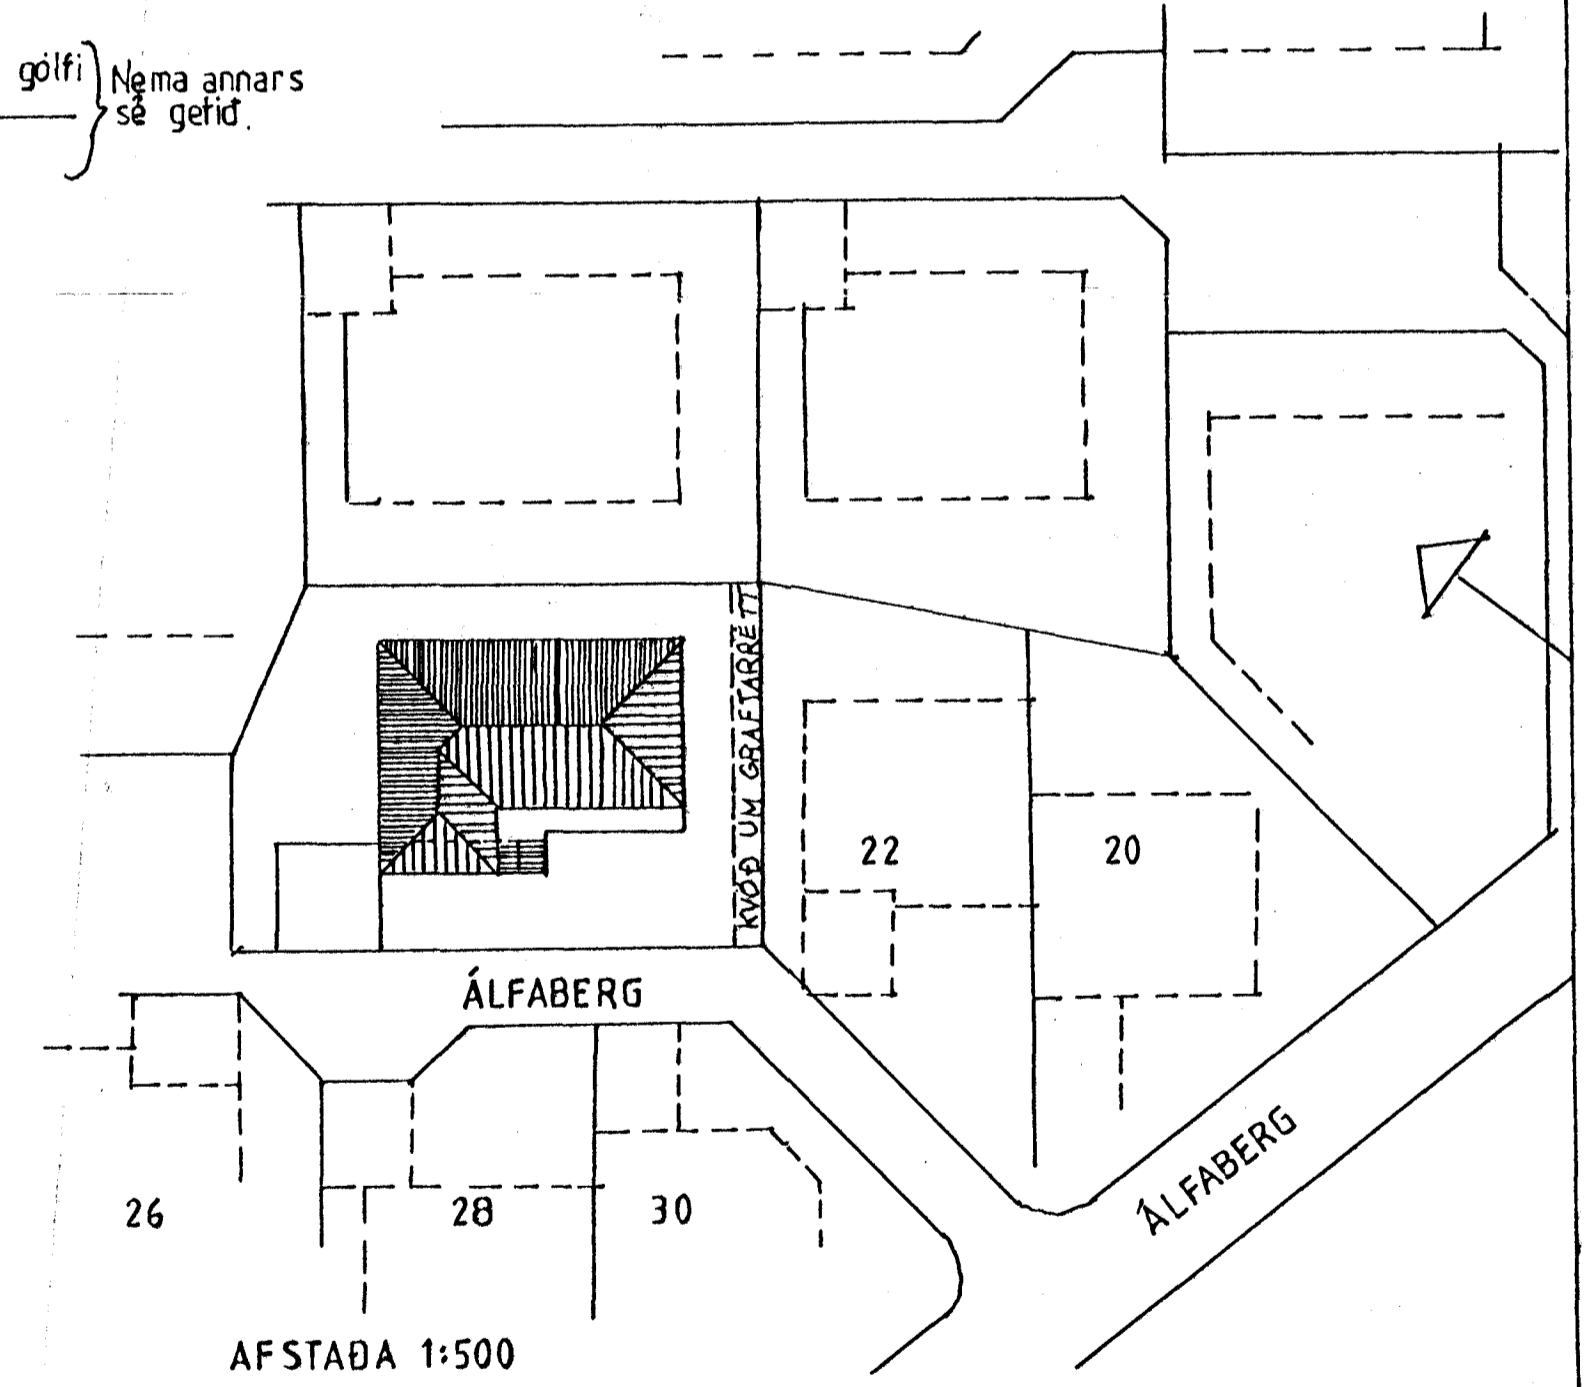 gólfi
Nema annars
sé getið.
KVÖÐ UM GRAFTARRÉTT
22
20
ÁLFABERG
ÁLFABERG
26
28
30
AFSTAÐA 1:500